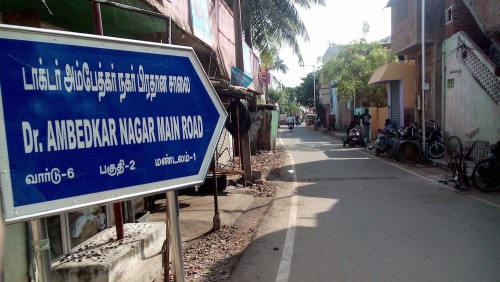 டாக்டர் அம்பேத்கர் நகர் பிரதான சாலை
Dr. AMBEDKAR NAGAR MAIN ROAD
வார்டு-6 பகுதி-2 மண்டலம்-1